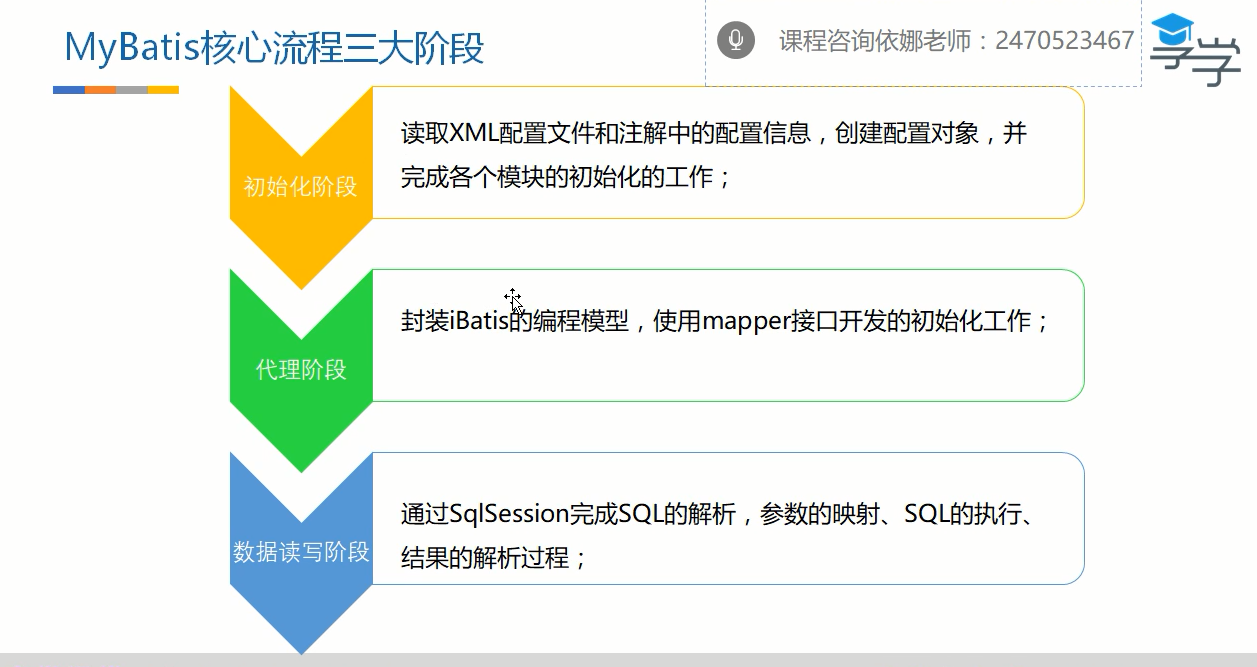 MyBatis核心流程三大阶段
课程咨询依娜老师：2470523467
享学
初始化阶段
读取XML配置文件和注解中的配置信息，创建配置对象，并
完成各个模块的初始化的工作；
代理阶段
封装iBatis的编程模型，使用mapper接口开发的初始化工作；
数据读写阶段
通过SqlSession完成SQL的解析，参数的映射、SQL的执行、
结果的解析过程；